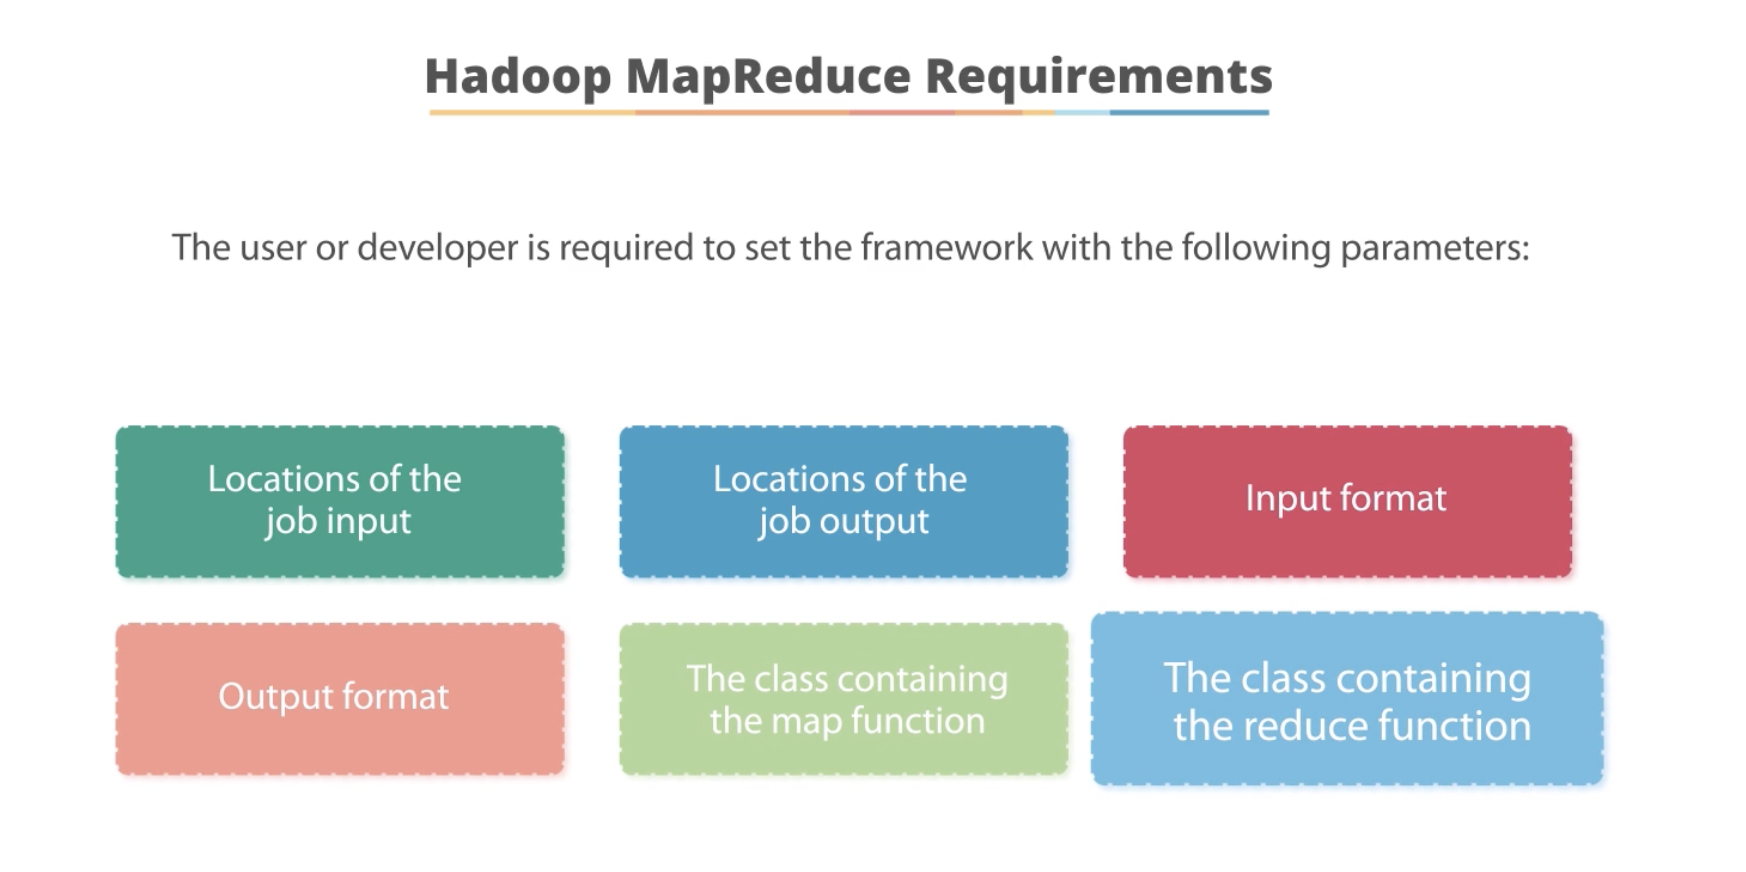 Hadoop MapReduce Requirements
The user or developer is required to set the framework with the following parameters:
Locations of the
job input
Locations of the
job output
Input format
Output format
The class containing
the map function
The class containing
the reduce function